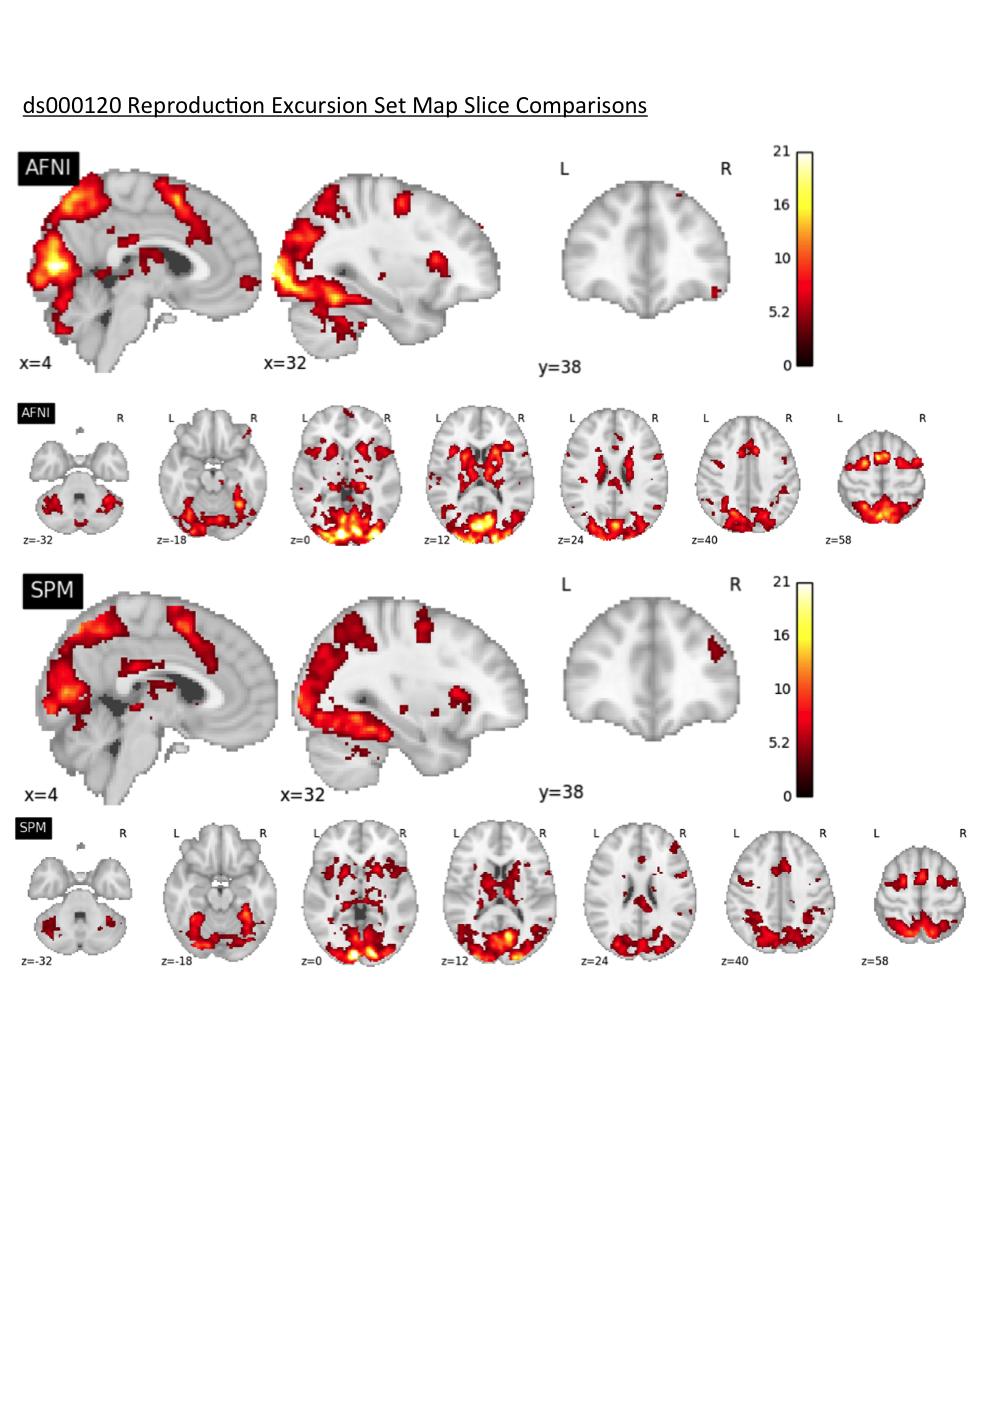 ds000120 Reproduction Excursion Set Map Slice Comparisons
AFNI
L R
21
16
10
5.2
0
x=4 x=32 y=38
AFNI
R L R L R L R L R L R L R
z=-32 z=-18 z=0 z=12 z=24 z=40 z=58
SPM
L R
21
16
10
5.2
0
x=4 x=32 y=38
SPM
R L R L R L R L R L R L R
z=-32 z=-18 z=0 z=12 z=24 z=40 z=58